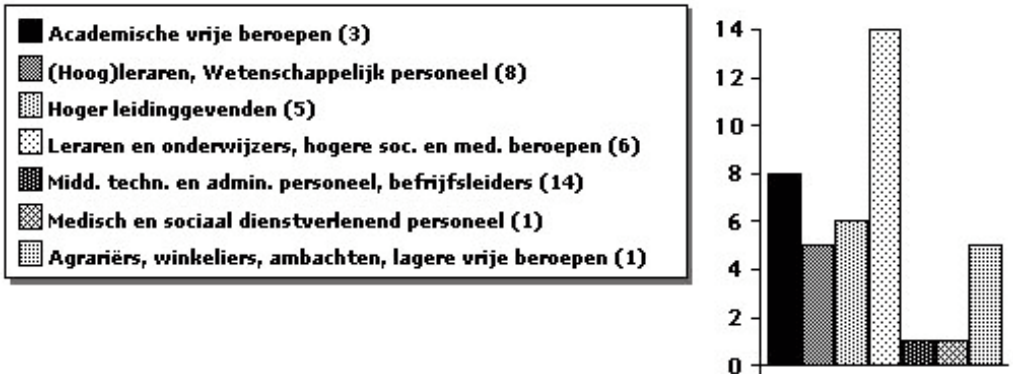 Academische vrije beroepen (3)
(Hoog)leraren, Wetenschappelijk personeel (8)
Hoger leidinggevenden (5)
Leraren en onderwijzers, hogere soc. en med. beroepen (6)
Midd. techn. en admin. personeel, befrijfsleiders (14)
Medisch en sociaal dienstverlenend personeel (1)
Agrariërs, winkeliers, ambachten, lagere vrije beroepen (1)
14
12
10
8
6
4
2
0